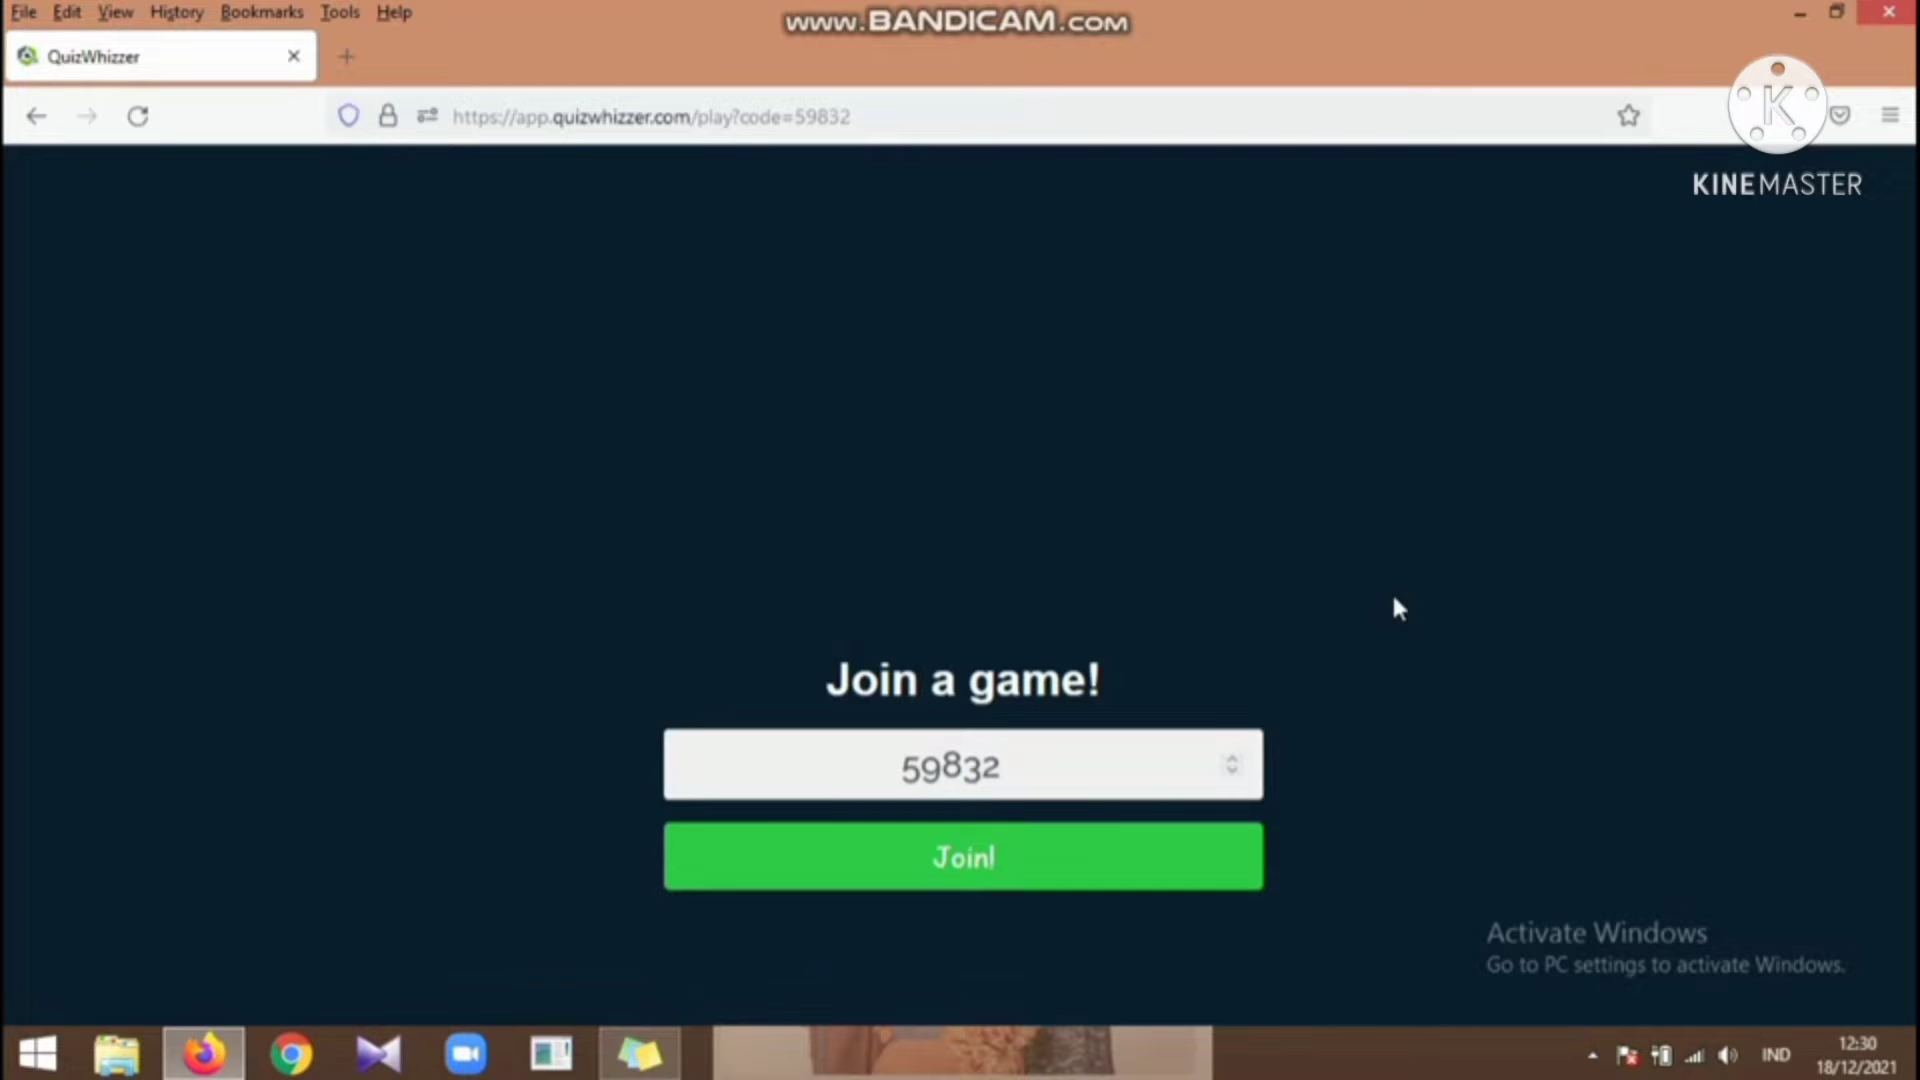 File Edit View History Bookmarks Tools Help
www.BANDICAM.com
QuizWhizzer
https://app.quizwhizzer.com/play?code=59832
K
KINEMASTER
Join a game!
59832
Join!
Activate Windows
Go to PC settings to activate Windows.
IND
12:30
18/12/2021